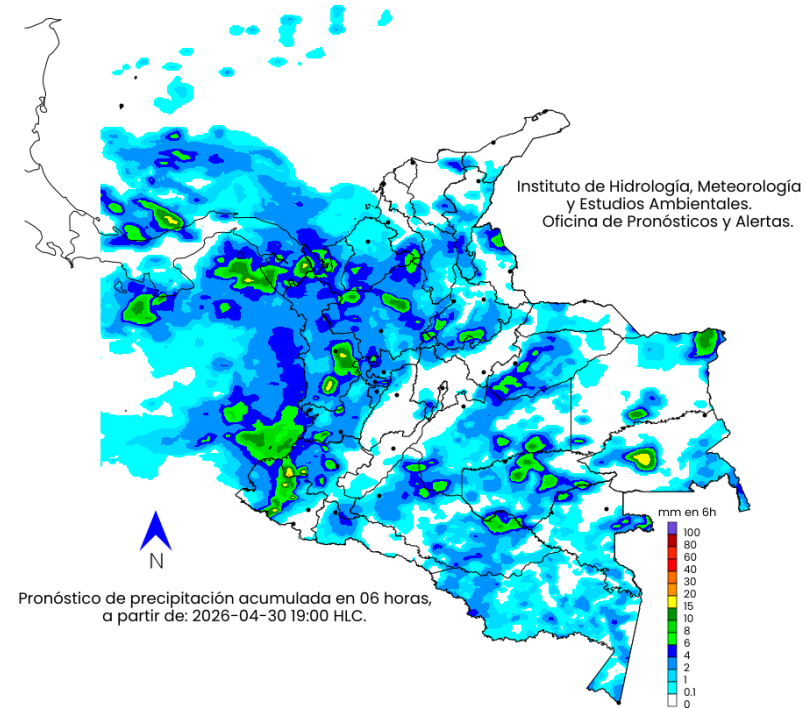 Instituto de Hidrología, Meteorología
y Estudios Ambientales.
Oficina de Pronósticos y Alertas.
mm en 6h
100
80
60
40
30
20
15
10
8
6
4
2
1
0.1
0
N
Pronóstico de precipitación acumulada en 06 horas,
a partir de: 2026-04-30 19:00 HLC.